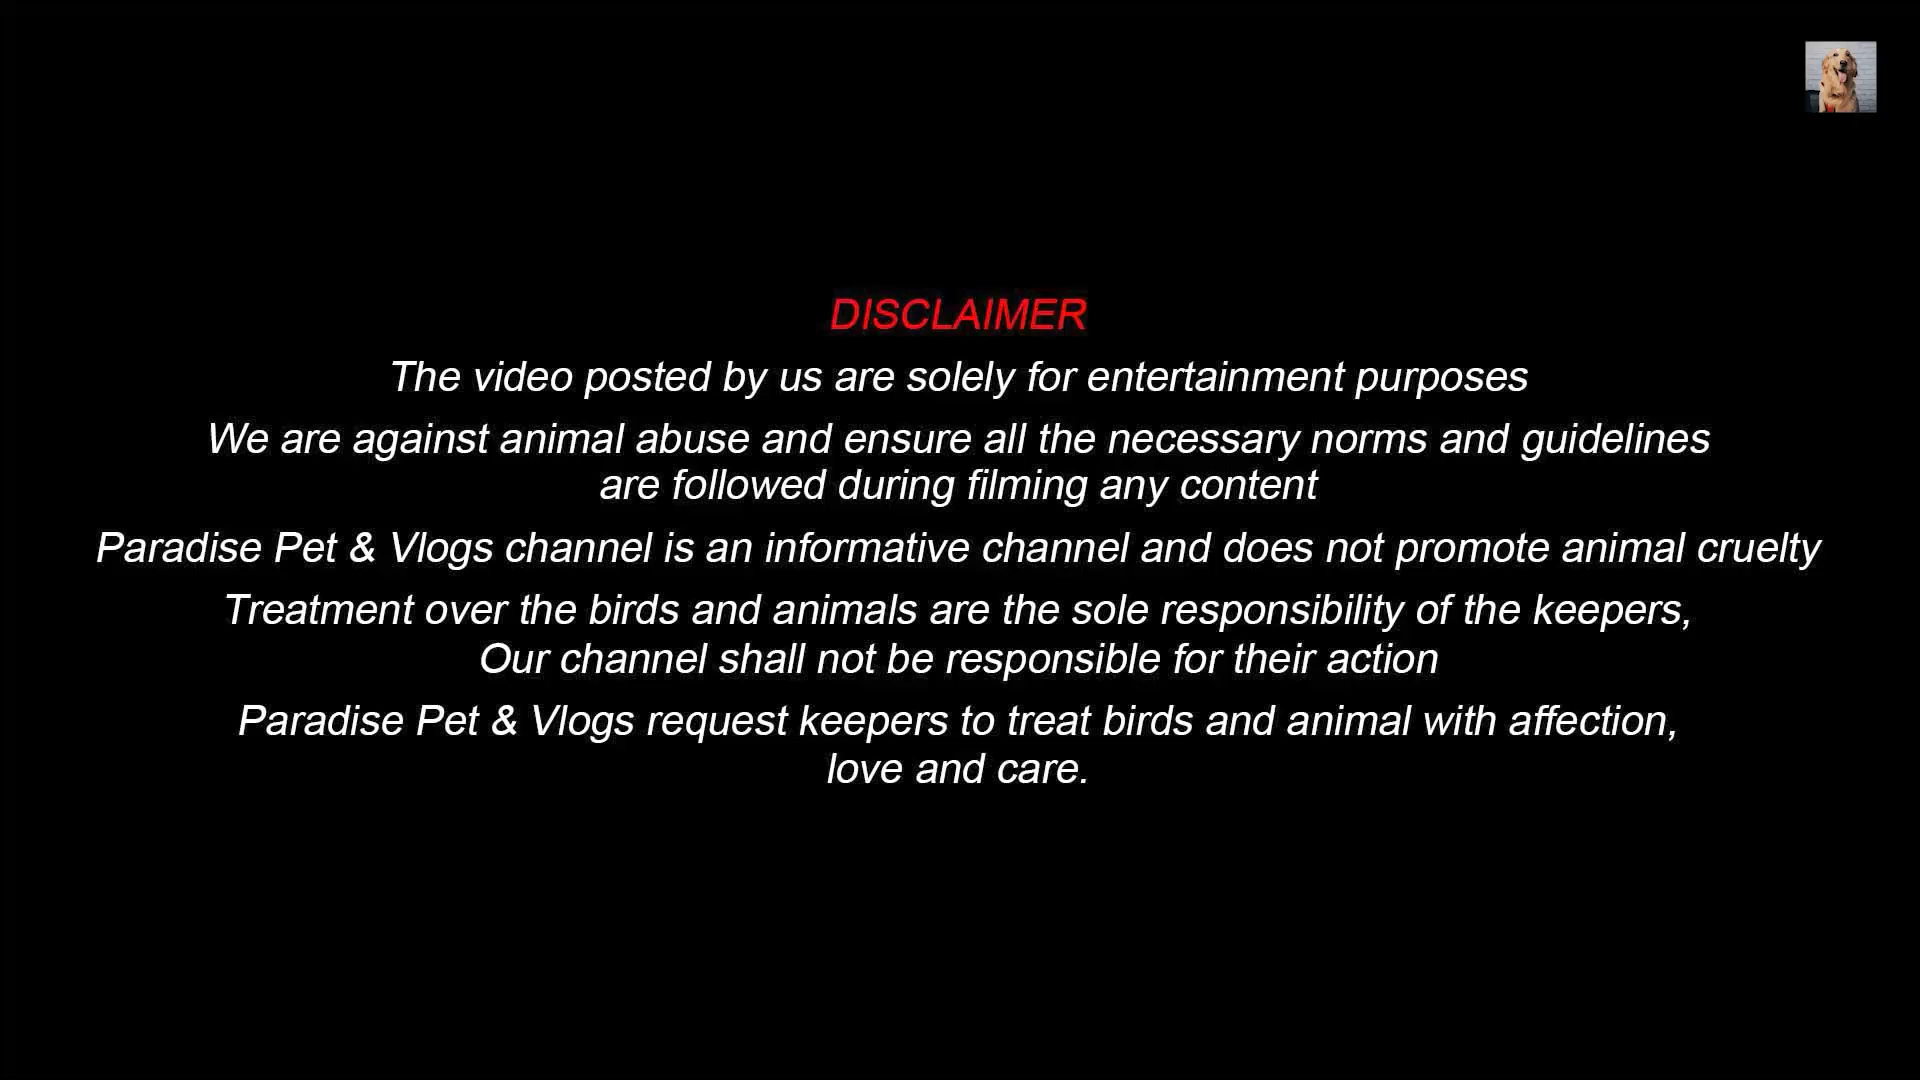 DISCLAIMER
The video posted by us are solely for entertainment purposes
We are against animal abuse and ensure all the necessary norms and guidelines
are followed during filming any content
Paradise Pet & Vlogs channel is an informative channel and does not promote animal cruelty
Treatment over the birds and animals are the sole responsibility of the keepers,
Our channel shall not be responsible for their action
Paradise Pet & Vlogs request keepers to treat birds and animal with affection,
love and care.